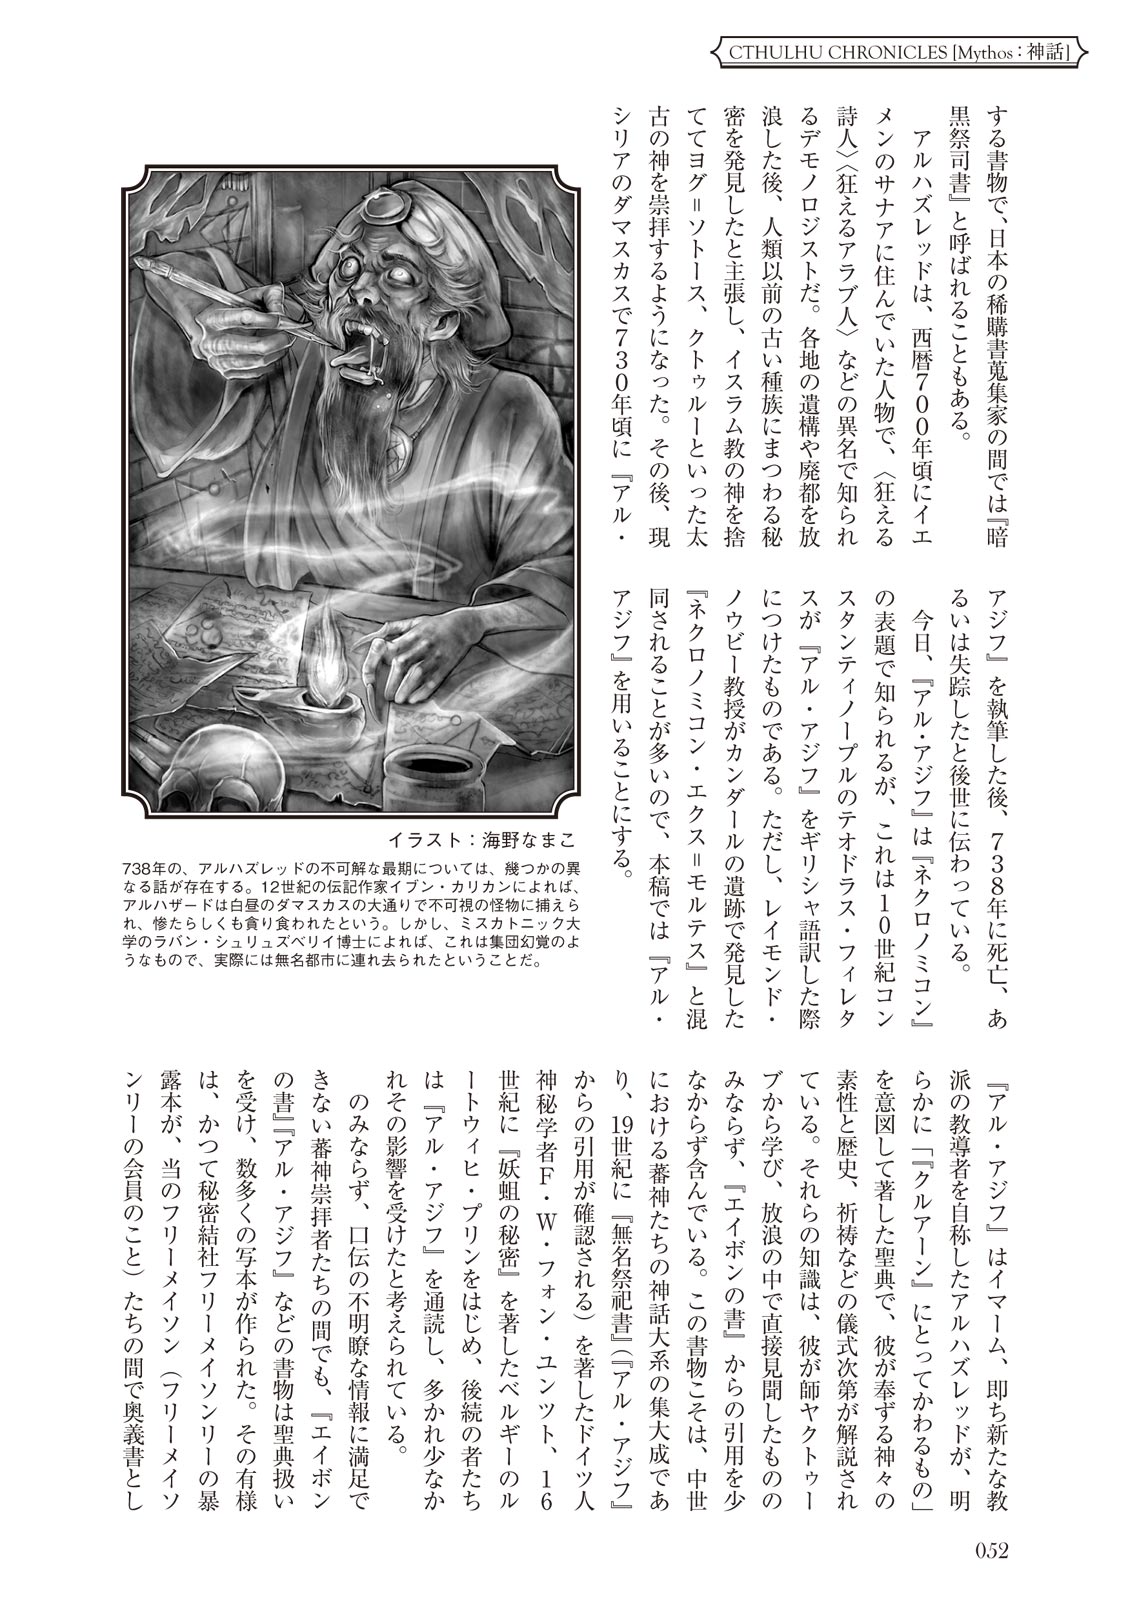 CTHULHU CHRONICLES [Mythos：神話]
する書物で、日本の稀購書蒐集家の間では『暗
黒祭司書』と呼ばれることもある。
アルハズレッドは、西暦７００年頃にイエ
メンのサナアに住んでいた人物で、〈狂える
詩人〉〈狂えるアラブ人〉などの異名で知られ
るデモノロジストだ。各地の遺構や廃都を放
浪した後、人類以前の古い種族にまつわる秘
密を発見したと主張し、イスラム教の神を捨
ててヨグ＝ソトース、クトゥルーといった太
古の神を崇拝するようになった。その後、現
シリアのダマスカスで７３０年頃に『アル・
アジフ』を執筆した後、７３８年に死亡、あ
るいは失踪したと後世に伝わっている。
今日、『アル・アジフ』は『ネクロノミコン』
の表題で知られるが、これは１０世紀コン
スタンティノープルのテオドラス・フィレタ
スが『アル・アジフ』をギリシャ語訳した際
につけたものである。ただし、レイモンド・
ノウビー教授がカンダールの遺跡で発見した
『ネクロノミコン・エクス＝モルテス』と混
同されることが多いので、本稿では『アル・
アジフ』を用いることにする。
イラスト：海野なまこ
738年の、アルハズレッドの不可解な最期については、幾つかの異
なる話が存在する。12世紀の伝記作家イブン・カリカンによれば、
アルハザードは白昼のダマスカスの大通りで不可視の怪物に捕えら
れ、惨たらしくも貪り食われたという。しかし、ミスカトニック大
学のラバン・シュリュズベリイ博士によれば、これは集団幻覚のよ
うなもので、実際には無名都市に連れ去られたということだ。
『アル・アジフ』はイマーム、即ち新たな教
派の教導者を自称したアルハズレッドが、明
らかに「『クルアーン』にとってかわるもの」
を意図して著した聖典で、彼が奉ずる神々の
素性と歴史、祈祷などの儀式次第が解説され
ている。それらの知識は、彼が師ヤクトゥー
ブから学び、放浪の中で直接見聞したものの
みならず、『エイボンの書』からの引用を少
なからず含んでいる。この書物こそは、中世
における蕃神たちの神話大系の集大成であ
り、19世紀に『無名祭祀書』（『アル・アジフ』
からの引用が確認される）を著したドイツ人
神秘学者Ｆ・Ｗ・フォン・ユンツト、１６
世紀に『妖蛆の秘密』を著したベルギーのル
ートウィヒ・プリンをはじめ、後続の者たち
は『アル・アジフ』を通読し、多かれ少なか
れその影響を受けたと考えられている。
のみならず、口伝の不明瞭な情報に満足で
きない蕃神崇拝者たちの間でも、『エイボン
の書』『アル・アジフ』などの書物は聖典扱い
を受け、数多くの写本が作られた。その有様
は、かつて秘密結社フリーメイソンリーの暴
露本が、当のフリーメイソン（フリーメイソ
ンリーの会員のこと）たちの間で奥義書とし
052